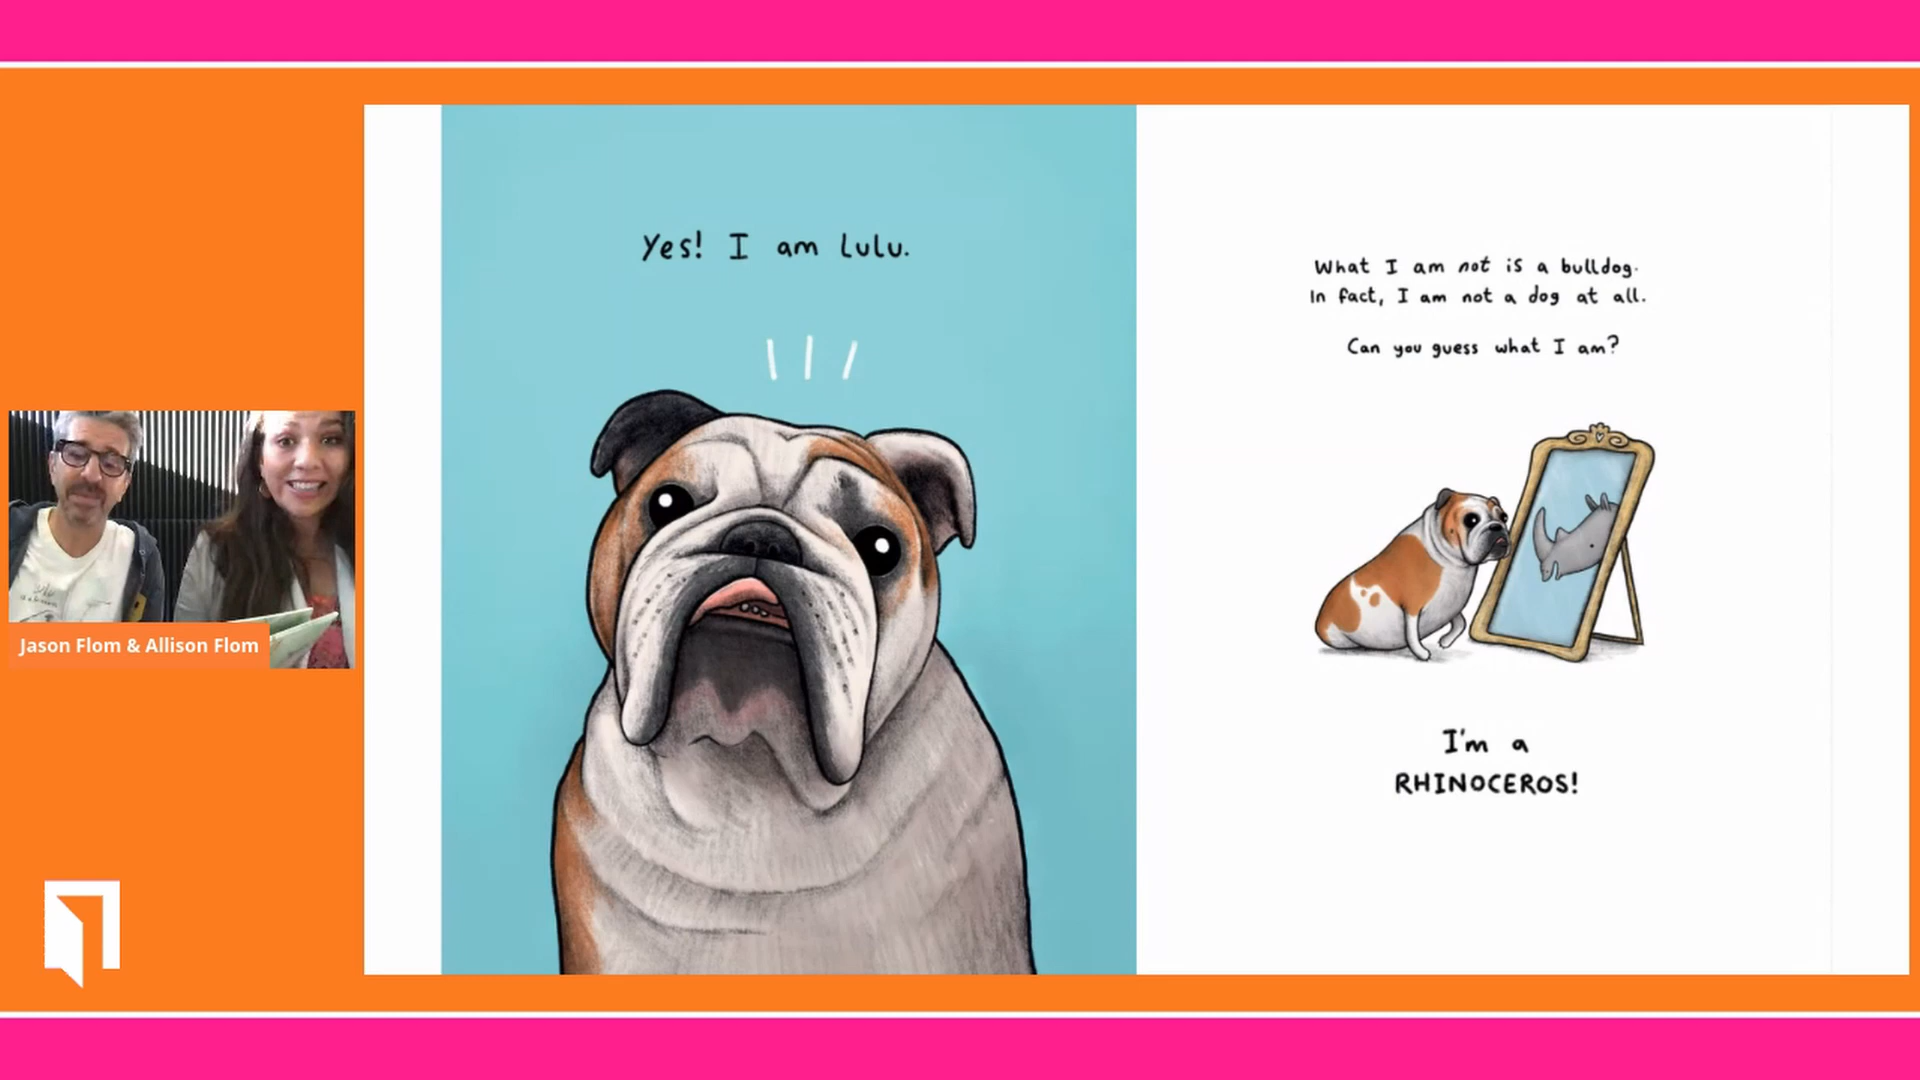 Yes! I am lulu.
What I am not is a bulldog.
In fact, I am not a dog at all.
Can you guess what I am?
I'm a
RHINOCEROS!
Jason Flom & Allison Flom